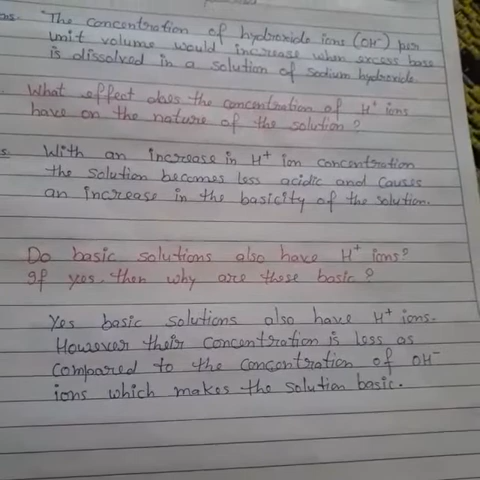 ns. The concentration of hydroxide ions (OH⁻) per
unit volume would increase when excess base
is dissolved in a solution of sodium hydroxide
What effect does the concentration of H⁺ ions
have on the nature of the solution?
s. With an increase in H⁺ ion concentration
the solution becomes less acidic and causes
an increase in the basicity of the solution.
Do basic solutions also have H⁺ ions?
If yes, then why are these basic?
Yes basic solutions also have H⁺ ions.
However their concentration is less as
compared to the concentration of OH⁻
ions which makes the solution basic.